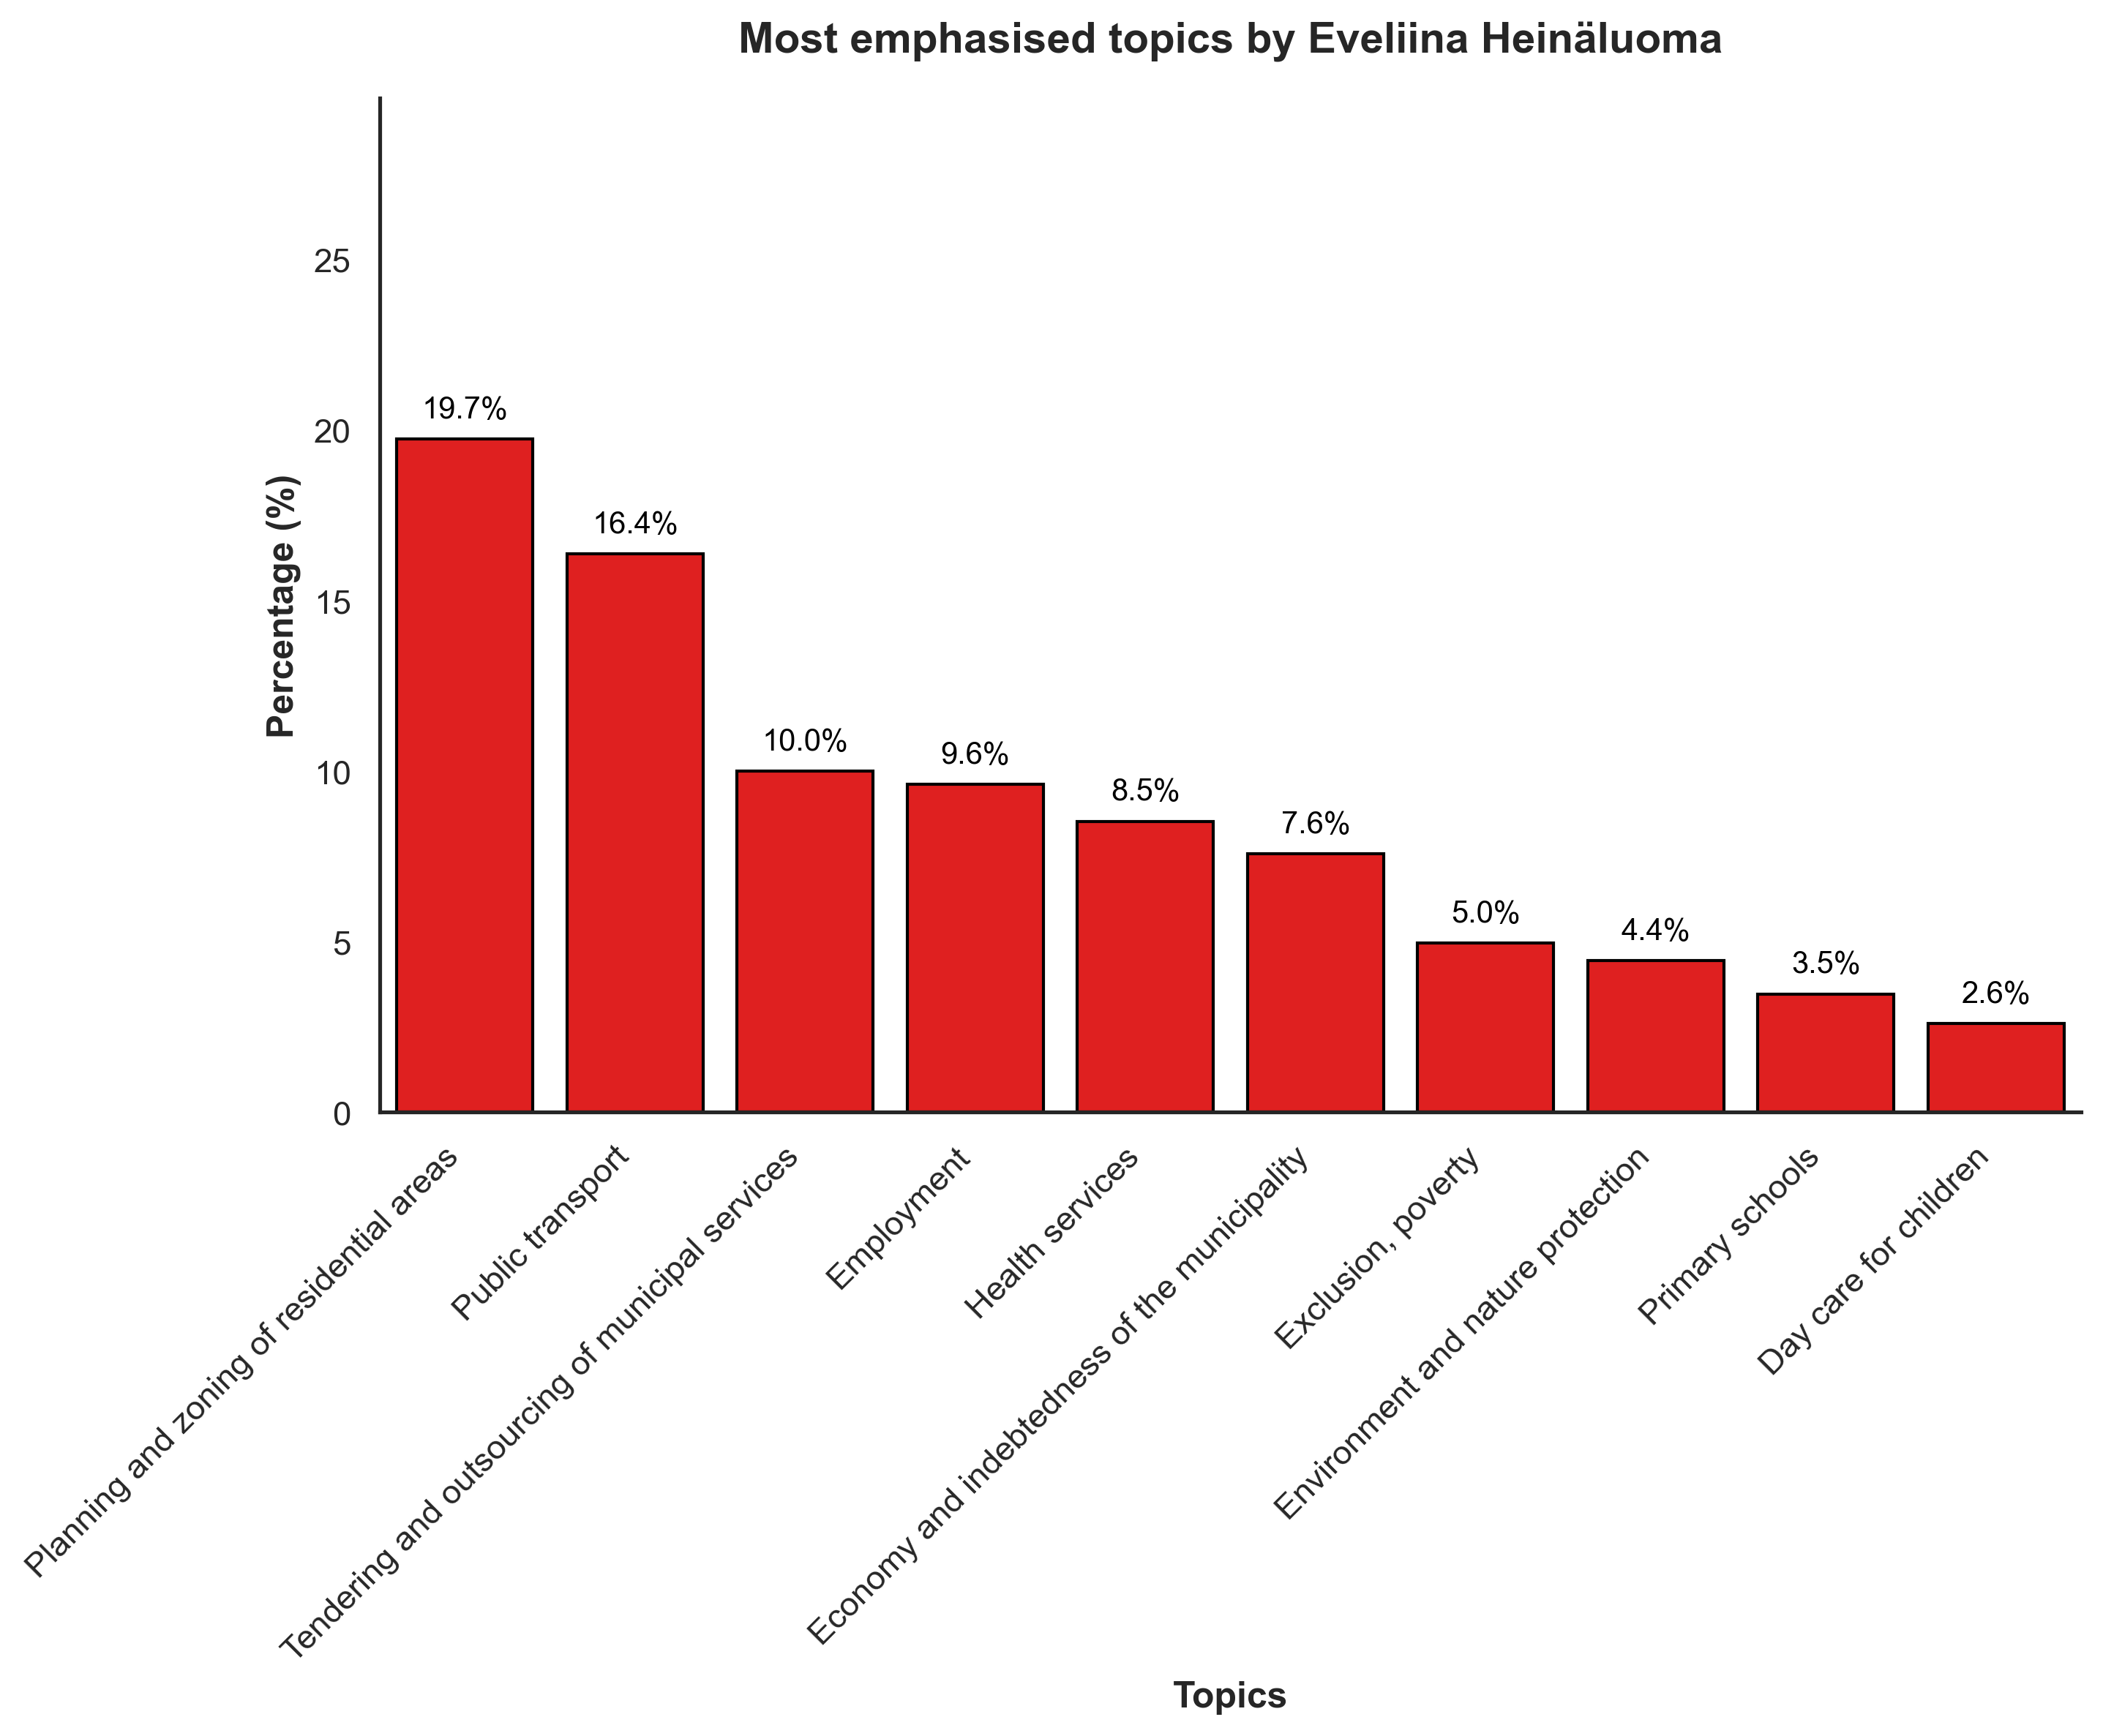 Most emphasised topics by Eveliina Heinäluoma
Percentage (%)
25
20
15
10
5
0
19.7%
16.4%
10.0%
9.6%
8.5%
7.6%
5.0%
4.4%
3.5%
2.6%
Planning and zoning of residential areas
Public transport
Tendering and outsourcing of municipal services
Employment
Health services
Economy and indebtedness of the municipality
Exclusion, poverty
Environment and nature protection
Primary schools
Day care for children
Topics